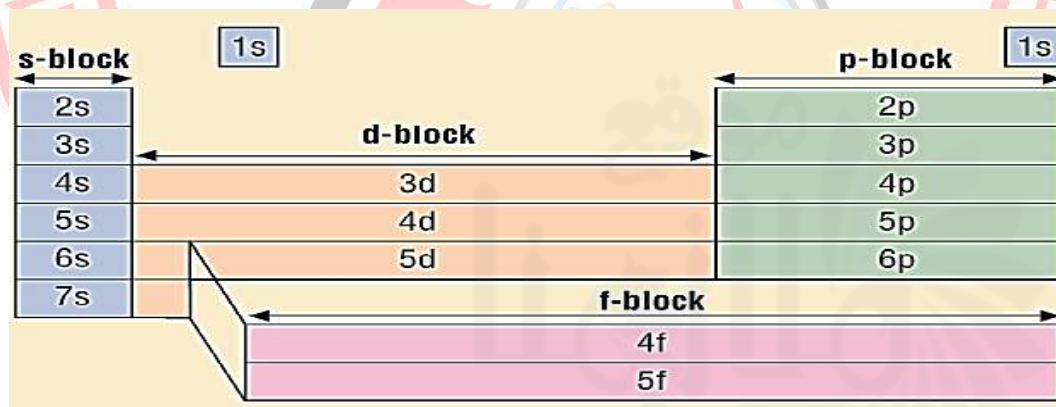 1s 1s
s-block p-block
2s 2p
3s d-block 3p
4s 3d 4p
5s 4d 5p
6s 5d 6p
7s f-block
4f
5f
موقع